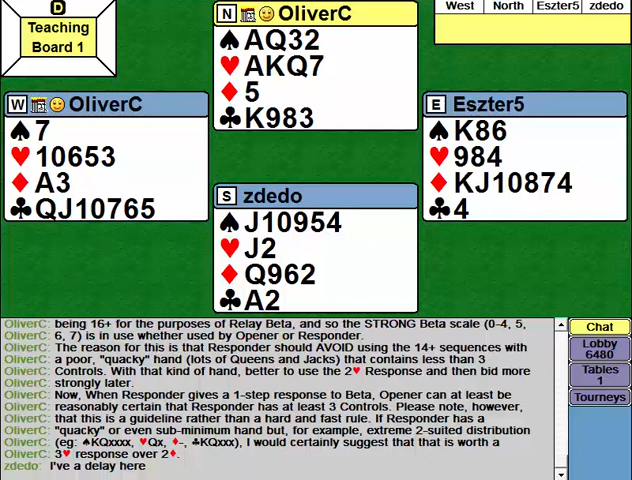 D
Teaching
Board 1
West North Eszter5 zdedo
N OliverC
♠ AQ32
♥ AKQ7
♦ 5
♣ K983
W OliverC
♠ 7
♥ 10653
♦ A3
♣ QJ10765
E Eszter5
♠ K86
♥ 984
♦ KJ10874
♣ 4
S zdedo
♠ J10954
♥ J2
♦ Q962
♣ A2
OliverC: being 16+ for the purposes of Relay Beta, and so the STRONG Beta scale (0-4, 5,
OliverC: 6, 7) is in use whether used by Opener or Responder.
OliverC: The reason for this is that Responder should AVOID using the 14+ sequences with
OliverC: a poor, "quacky" hand (lots of Queens and Jacks) that contains less than 3
OliverC: Controls. With that kind of hand, better to use the 2♥ Response and then bid more
OliverC: strongly later.
OliverC: Now, When Responder gives a 1-step response to Beta, Opener can at least be
OliverC: reasonably certain that Responder has at least 3 Controls. Please note, however,
OliverC: that this is a guideline rather than a hard and fast rule. If Responder has a
OliverC: "quacky" or even sub-minimum hand but, for example, extreme 2-suited distribution
OliverC: (eg: ♠KQxxxx, ♥Qx, ♦-, ♣KQxxx), I would certainly suggest that that is worth a
OliverC: 3♥ response over 2♦.
zdedo: I've a delay here
Chat
Lobby
6480
Tables
1
Tourneys